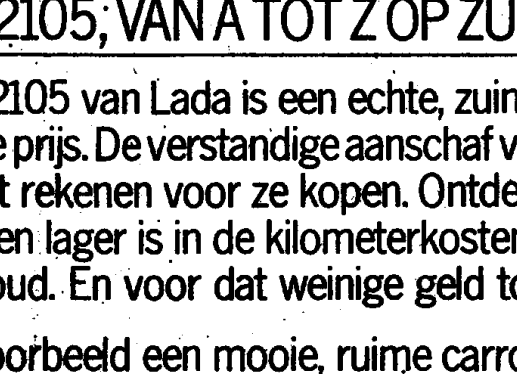 2105; VAN A TOT Z OP ZU
2105 van Lada is een echte, zuin
e prijs. De verstandige aanschaf v
t rekenen voor ze kopen. Ontde
en lager is in de kilometerkosten
oud. En voor dat weinige geld to
oorbeeld een mooie, ruime carro